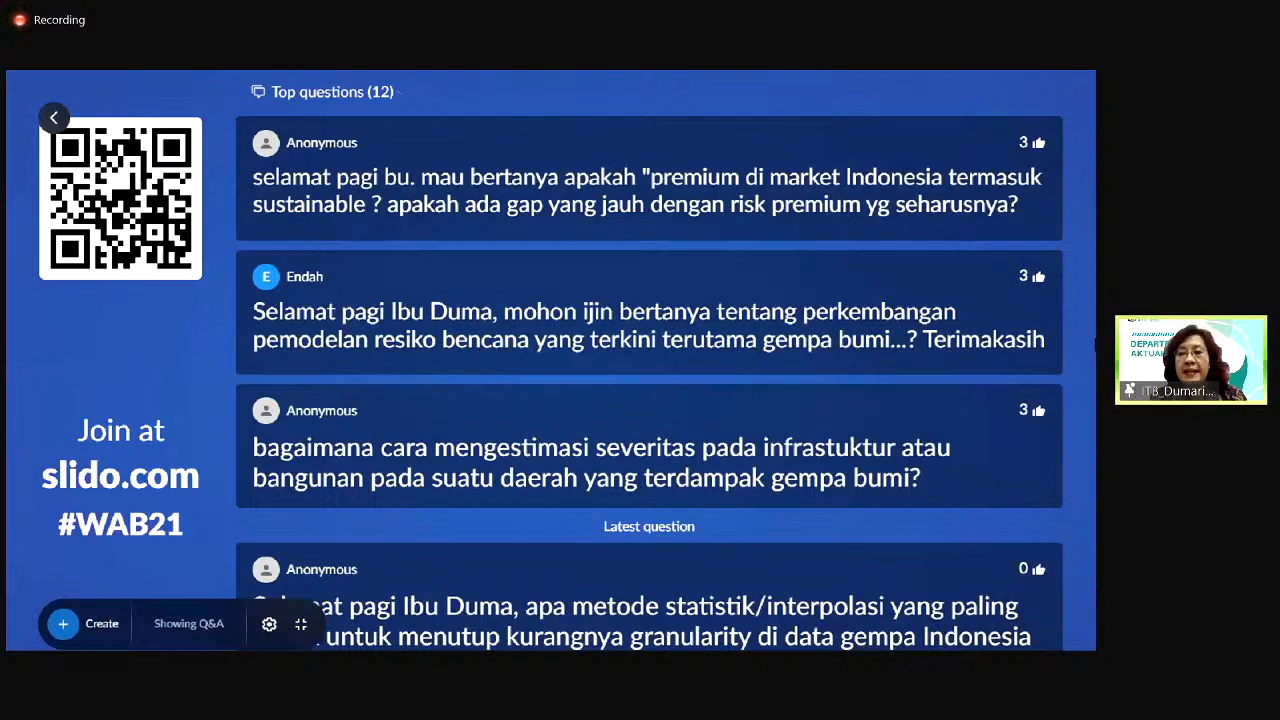 Recording
Top questions (12)
Anonymous
3
selamat pagi bu. mau bertanya apakah "premium di market Indonesia termasuk
sustainable ? apakah ada gap yang jauh dengan risk premium yg seharusnya?
E Endah
3
Selamat pagi Ibu Duma, mohon ijin bertanya tentang perkembangan
pemodelan resiko bencana yang terkini terutama gempa bumi...? Terimakasih
Anonymous
3
bagaimana cara mengestimasi severitas pada infrastuktur atau
bangunan pada suatu daerah yang terdampak gempa bumi?
Latest question
Anonymous
0
pagi Ibu Duma, apa metode statistik/interpolasi yang paling
untuk menutup kurangnya granularity di data gempa Indonesia
Join at
slido.com
#WAB21
Create
Showing Q&A
ITB_Dumari...